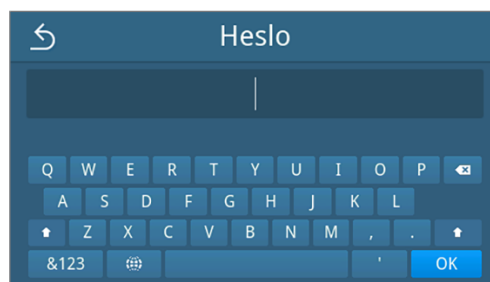 Heslo
Q W E R T Y U I O P
A S D F G H J K L
Z X C V B N M , .
&123 ' OK